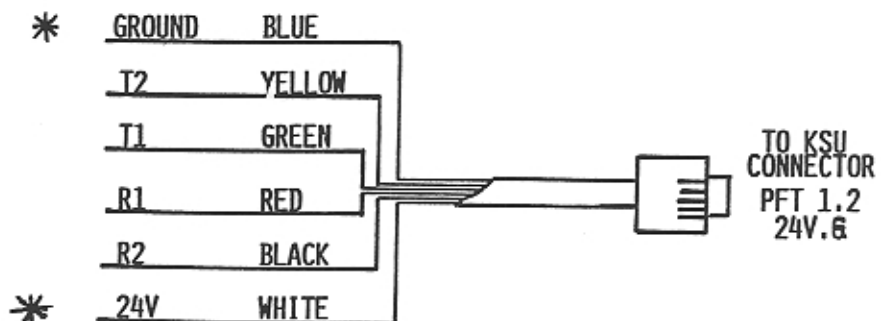 * GROUND BLUE
T2 YELLOW
T1 GREEN
R1 RED
R2 BLACK
* 24V WHITE
TO KSU
CONNECTOR
PFT 1.2
24V.G